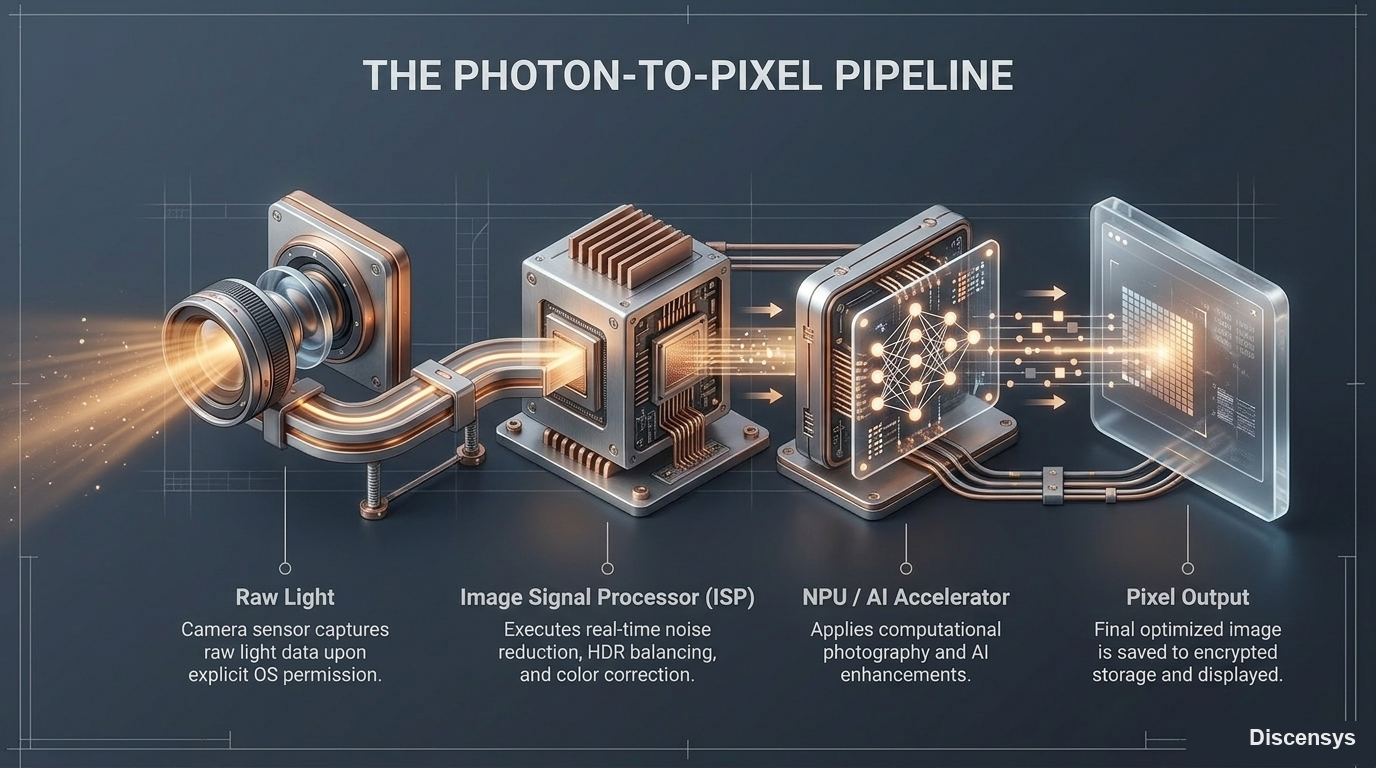 THE PHOTON-TO-PIXEL PIPELINE
Raw Light
Camera sensor captures
raw light data upon
explicit OS permission.
Image Signal Processor (ISP)
Executes real-time noise
reduction, HDR balancing,
and color correction.
NPU / AI Accelerator
Applies computational
photography and AI
enhancements.
Pixel Output
Final optimized image
is saved to encrypted
storage and displayed.
Discensys